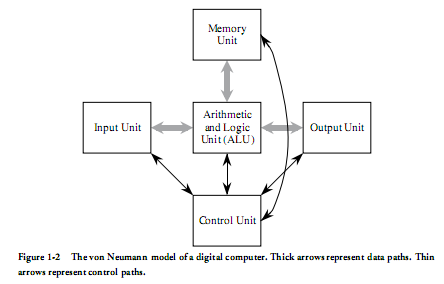 Memory
Unit
Input Unit
Arithmetic
and Logic
Unit (ALU)
Output Unit
Control Unit
Figure 1-2 The von Neumann model of a digital computer. Thick arrows represent data paths. Thin
arrows represent control paths.